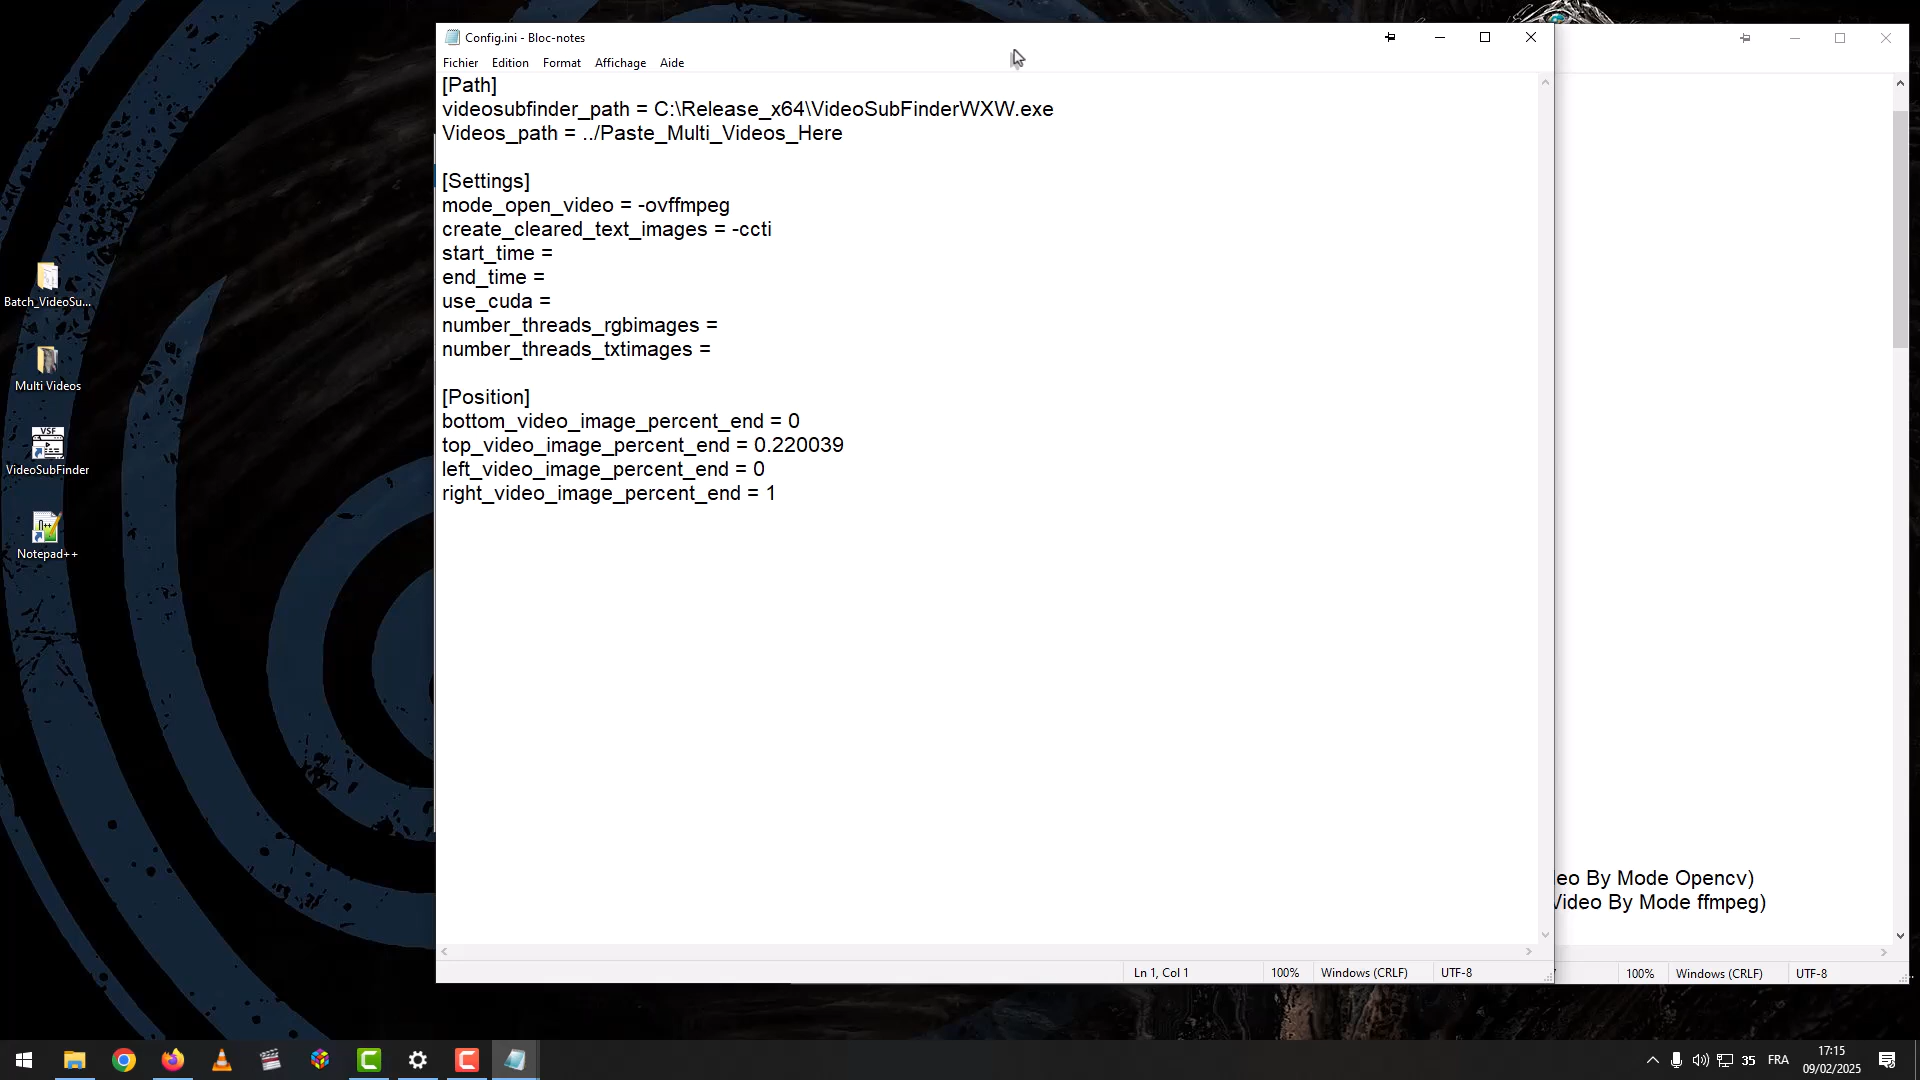 Config.ini - Bloc-notes
Fichier Edition Format Affichage Aide
[Path]
videosubfinder_path = C:\Release_x64\VideoSubFinderWXW.exe
Videos_path = ../Paste_Multi_Videos_Here
[Settings]
mode_open_video = -ovffmpeg
create_cleared_text_images = -ccti
start_time =
end_time =
use_cuda =
number_threads_rgbimages =
number_threads_txtimages =
[Position]
bottom_video_image_percent_end = 0
top_video_image_percent_end = 0.220039
left_video_image_percent_end = 0
right_video_image_percent_end = 1
Ln 1, Col 1 100% Windows (CRLF) UTF-8
Batch_VideoSu...
Multi Videos
VSF
VideoSubFinder
Notepad++
eo By Mode Opencv)
Video By Mode ffmpeg)
100% Windows (CRLF) UTF-8
35 FRA
17:15
09/02/2025